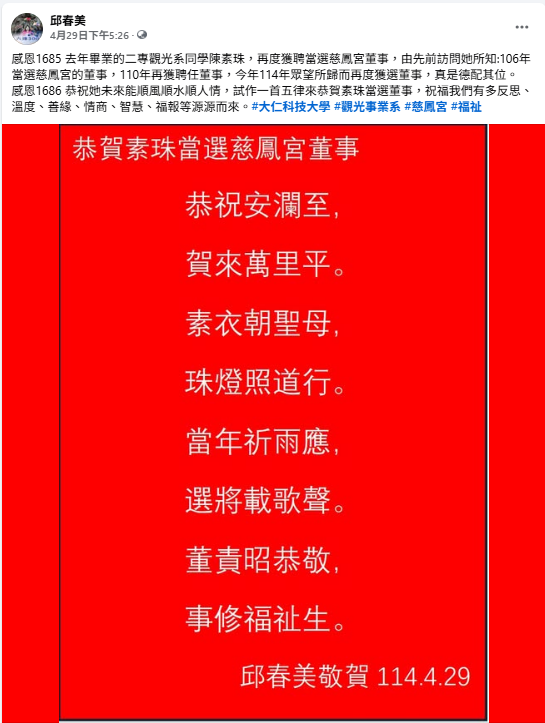 邱春美
4月29日下午5:26 ·
感恩1685 去年畢業的二專觀光系同學陳素珠，再度獲聘當選慈鳳宮董事，由先前訪問她所知:106年
當選慈鳳宮的董事，110年再獲聘任董事，今年114年眾望所歸而再度獲選董事，真是德配其位。
感恩1686 恭祝她未來能順風順水順人情，試作一首五律來恭賀素珠當選董事，祝福我們有多反思、
溫度、善緣、情商、智慧、福報等源源而來。#大仁科技大學 #觀光事業系 #慈鳳宮 #福祉
恭賀素珠當選慈鳳宮董事
恭祝安瀾至,
賀來萬里平。
素衣朝聖母,
珠燈照道行。
當年祈雨應,
選將載歌聲。
董責昭恭敬,
事修福祉生。
邱春美敬賀 114.4.29